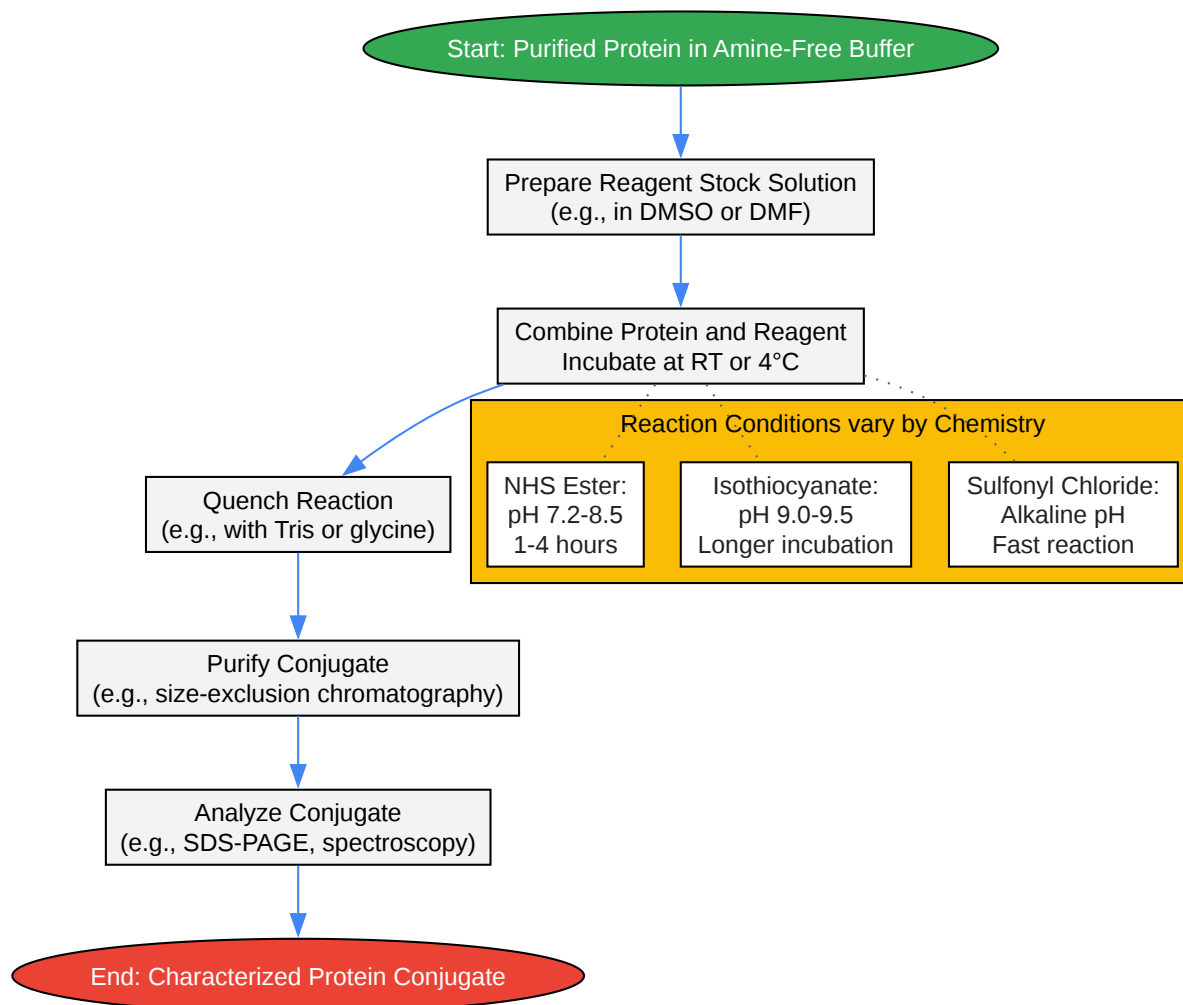 Start: Purified Protein in Amine-Free Buffer
Prepare Reagent Stock Solution
(e.g., in DMSO or DMF)
Combine Protein and Reagent
Incubate at RT or 4°C
Reaction Conditions vary by Chemistry
NHS Ester:
pH 7.2-8.5
1-4 hours
Isothiocyanate:
pH 9.0-9.5
Longer incubation
Sulfonyl Chloride:
Alkaline pH
Fast reaction
Quench Reaction
(e.g., with Tris or glycine)
Purify Conjugate
(e.g., size-exclusion chromatography)
Analyze Conjugate
(e.g., SDS-PAGE, spectroscopy)
End: Characterized Protein Conjugate